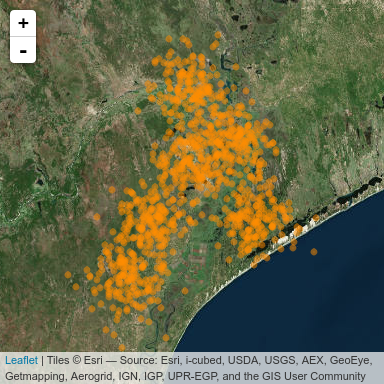 +
-
Leaflet | Tiles © Esri — Source: Esri, i-cubed, USDA, USGS, AEX, GeoEye,
Getmapping, Aerogrid, IGN, IGP, UPR-EGP, and the GIS User Community